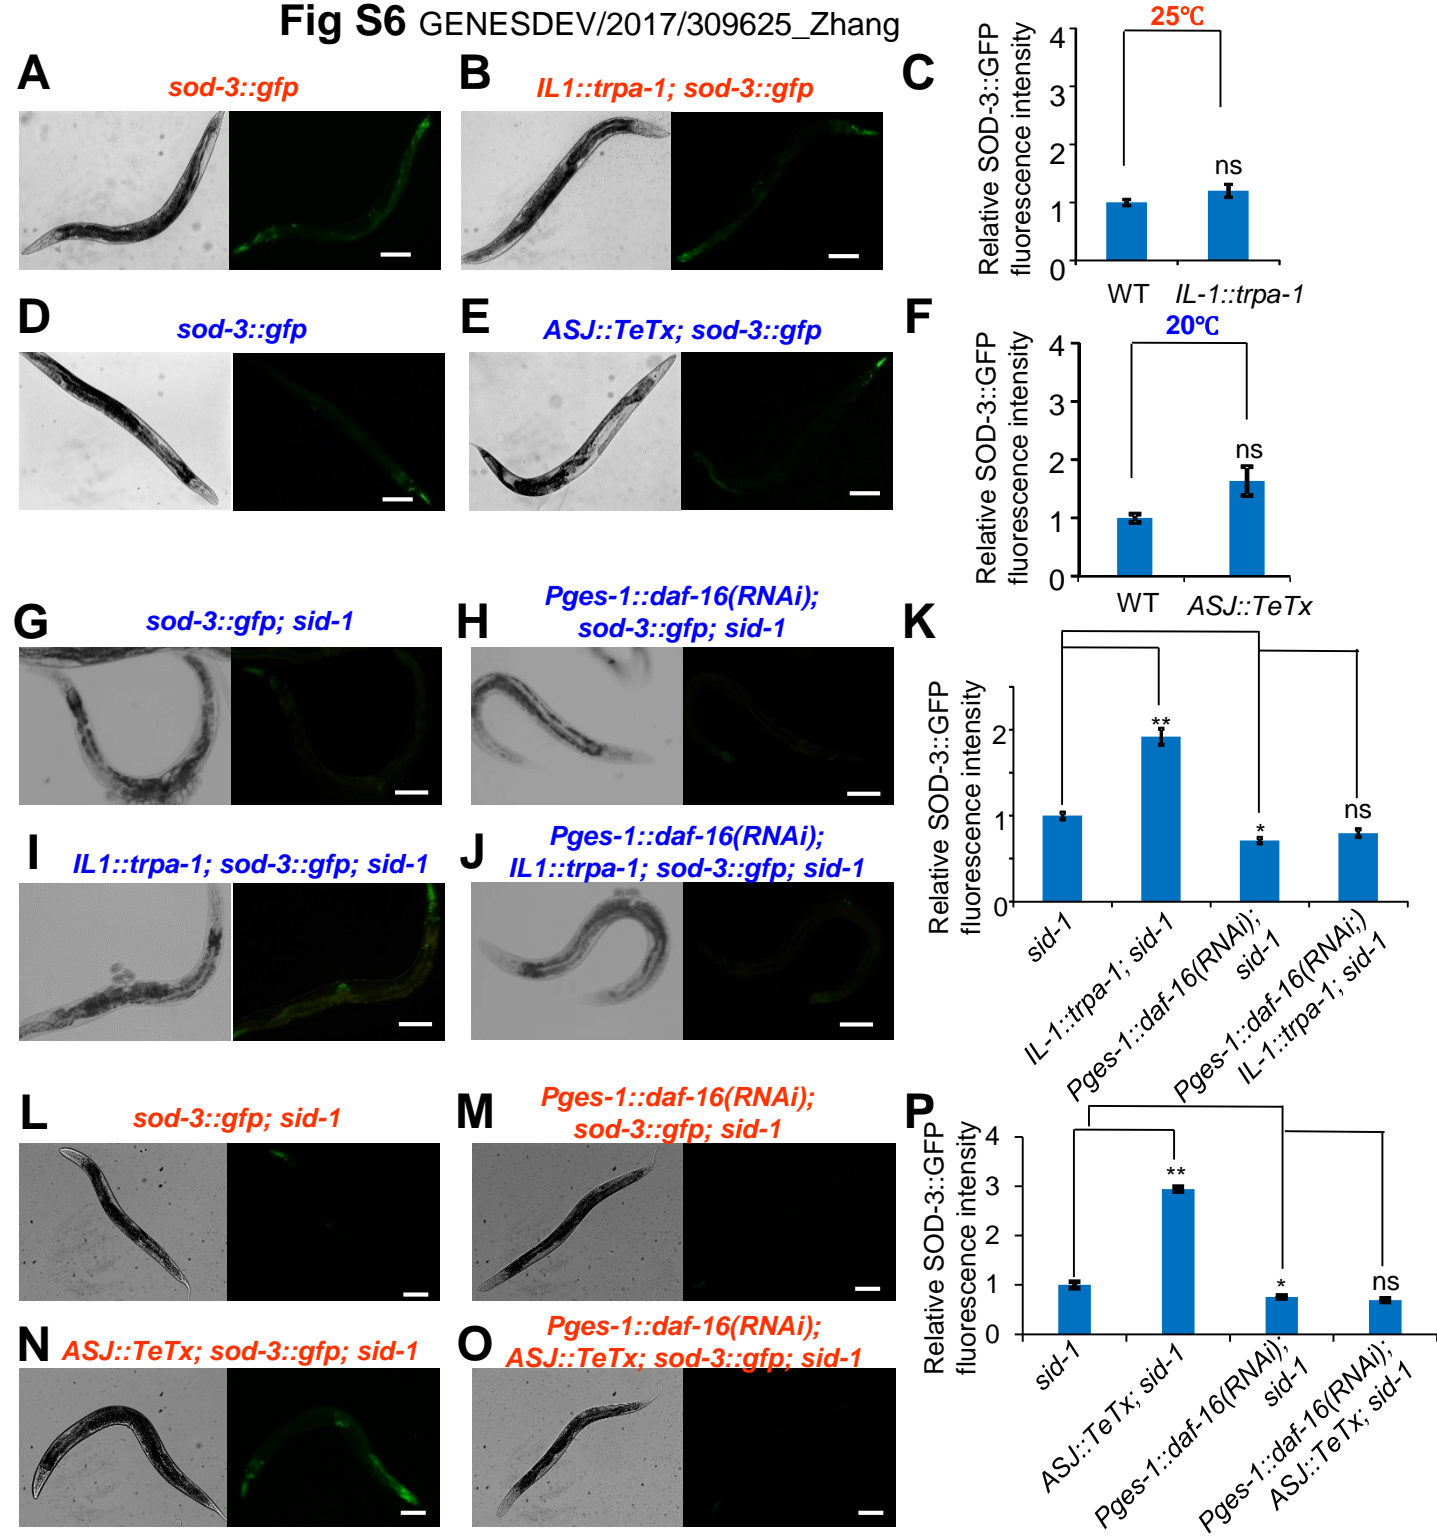 Fig S6 GENESDEV/2017/309625_Zhang
A
sod-3::gfp
B
IL1::trpa-1; sod-3::gfp
C
25℃
Relative SOD-3::GFP
fluorescence intensity
4
3
2
1
0
ns
WT
IL-1::trpa-1
D
sod-3::gfp
E
ASJ::TeTx; sod-3::gfp
F
20℃
Relative SOD-3::GFP
fluorescence intensity
4
3
2
1
0
ns
WT
ASJ::TeTx
G
sod-3::gfp; sid-1
H
Pges-1::daf-16(RNAi);
sod-3::gfp; sid-1
I
IL1::trpa-1; sod-3::gfp; sid-1
J
Pges-1::daf-16(RNAi);
IL1::trpa-1; sod-3::gfp; sid-1
K
Relative SOD-3::GFP
fluorescence intensity
2
1
0
**
*
ns
sid-1
IL-1::trpa-1; sid-1
Pges-1::daf-16(RNAi);
sid-1
Pges-1::daf-16(RNAi;)
IL-1::trpa-1; sid-1
L
sod-3::gfp; sid-1
M
Pges-1::daf-16(RNAi);
sod-3::gfp; sid-1
N
ASJ::TeTx; sod-3::gfp; sid-1
O
Pges-1::daf-16(RNAi);
ASJ::TeTx; sod-3::gfp; sid-1
P
Relative SOD-3::GFP
fluorescence intensity
4
3
2
1
0
**
*
ns
sid-1
ASJ::TeTx; sid-1
Pges-1::daf-16(RNAi);
sid-1
Pges-1::daf-16(RNAi);
ASJ::TeTx; sid-1